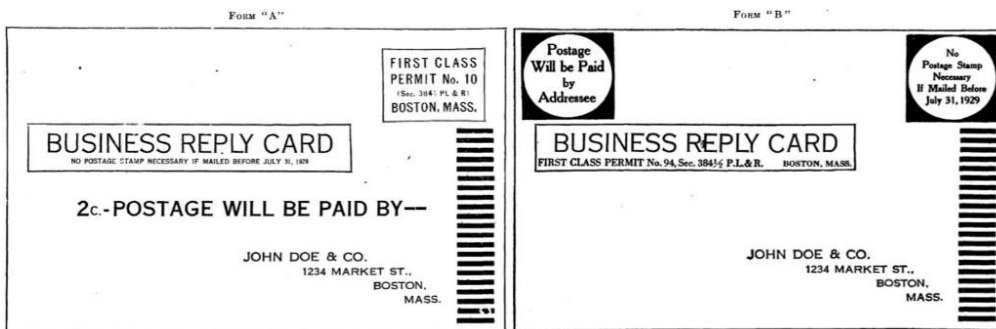 FORM "A"
FIRST CLASS
PERMIT No. 10
(Sec. 384½ PL & R)
BOSTON, MASS.
BUSINESS REPLY CARD
NO POSTAGE STAMP NECESSARY IF MAILED BEFORE JULY 31, 1929
2c.-POSTAGE WILL BE PAID BY—
JOHN DOE & CO.
1234 MARKET ST.,
BOSTON,
MASS.
FORM "B"
Postage
Will be Paid
by
Addressee
No
Postage Stamp
Necessary
If Mailed Before
July 31, 1929
BUSINESS REPLY CARD
FIRST CLASS PERMIT No. 94, Sec. 384½ P.L.& R. BOSTON, MASS.
JOHN DOE & CO.
1234 MARKET ST.,
BOSTON,
MASS.